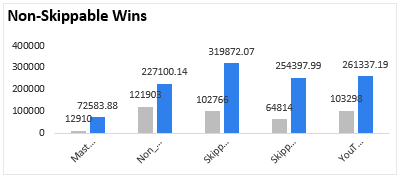 Non-Skippable Wins
400000
300000
200000
100000
0
12910
72583.88
121903
227100.14
102766
319872.07
64814
254397.99
103298
261337.19
Mast...
Non_...
Skipp...
Skipp...
YouT...